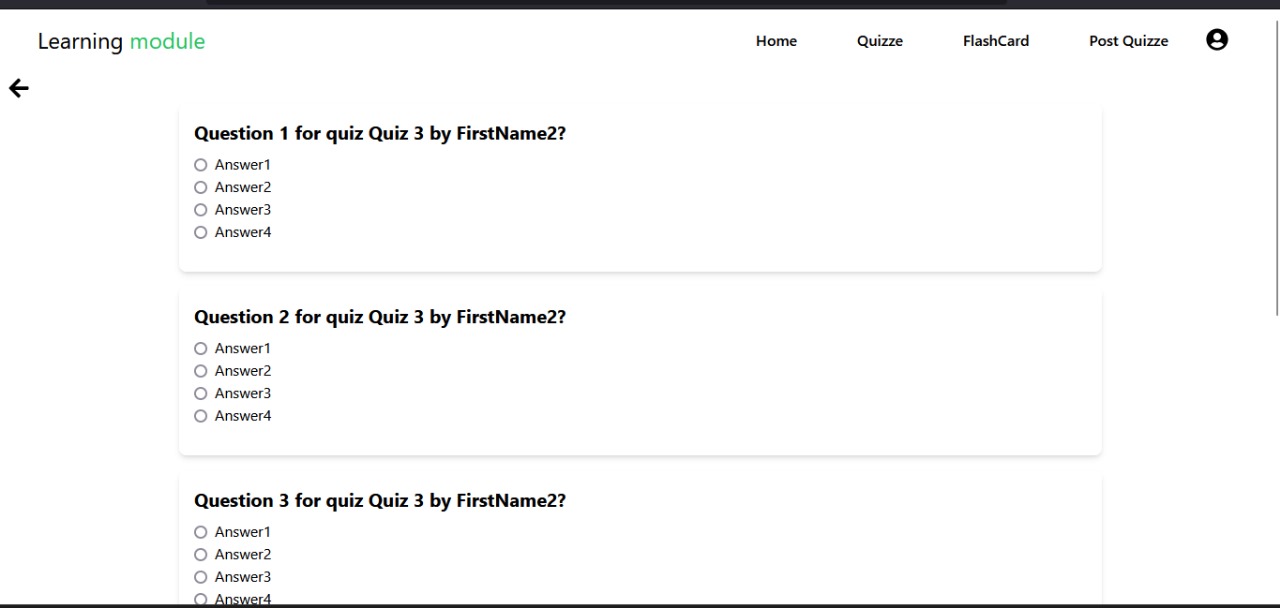 Learning module
Home Quizze FlashCard Post Quizze
Question 1 for quiz Quiz 3 by FirstName2?
Answer1
Answer2
Answer3
Answer4
Question 2 for quiz Quiz 3 by FirstName2?
Answer1
Answer2
Answer3
Answer4
Question 3 for quiz Quiz 3 by FirstName2?
Answer1
Answer2
Answer3
Answer4